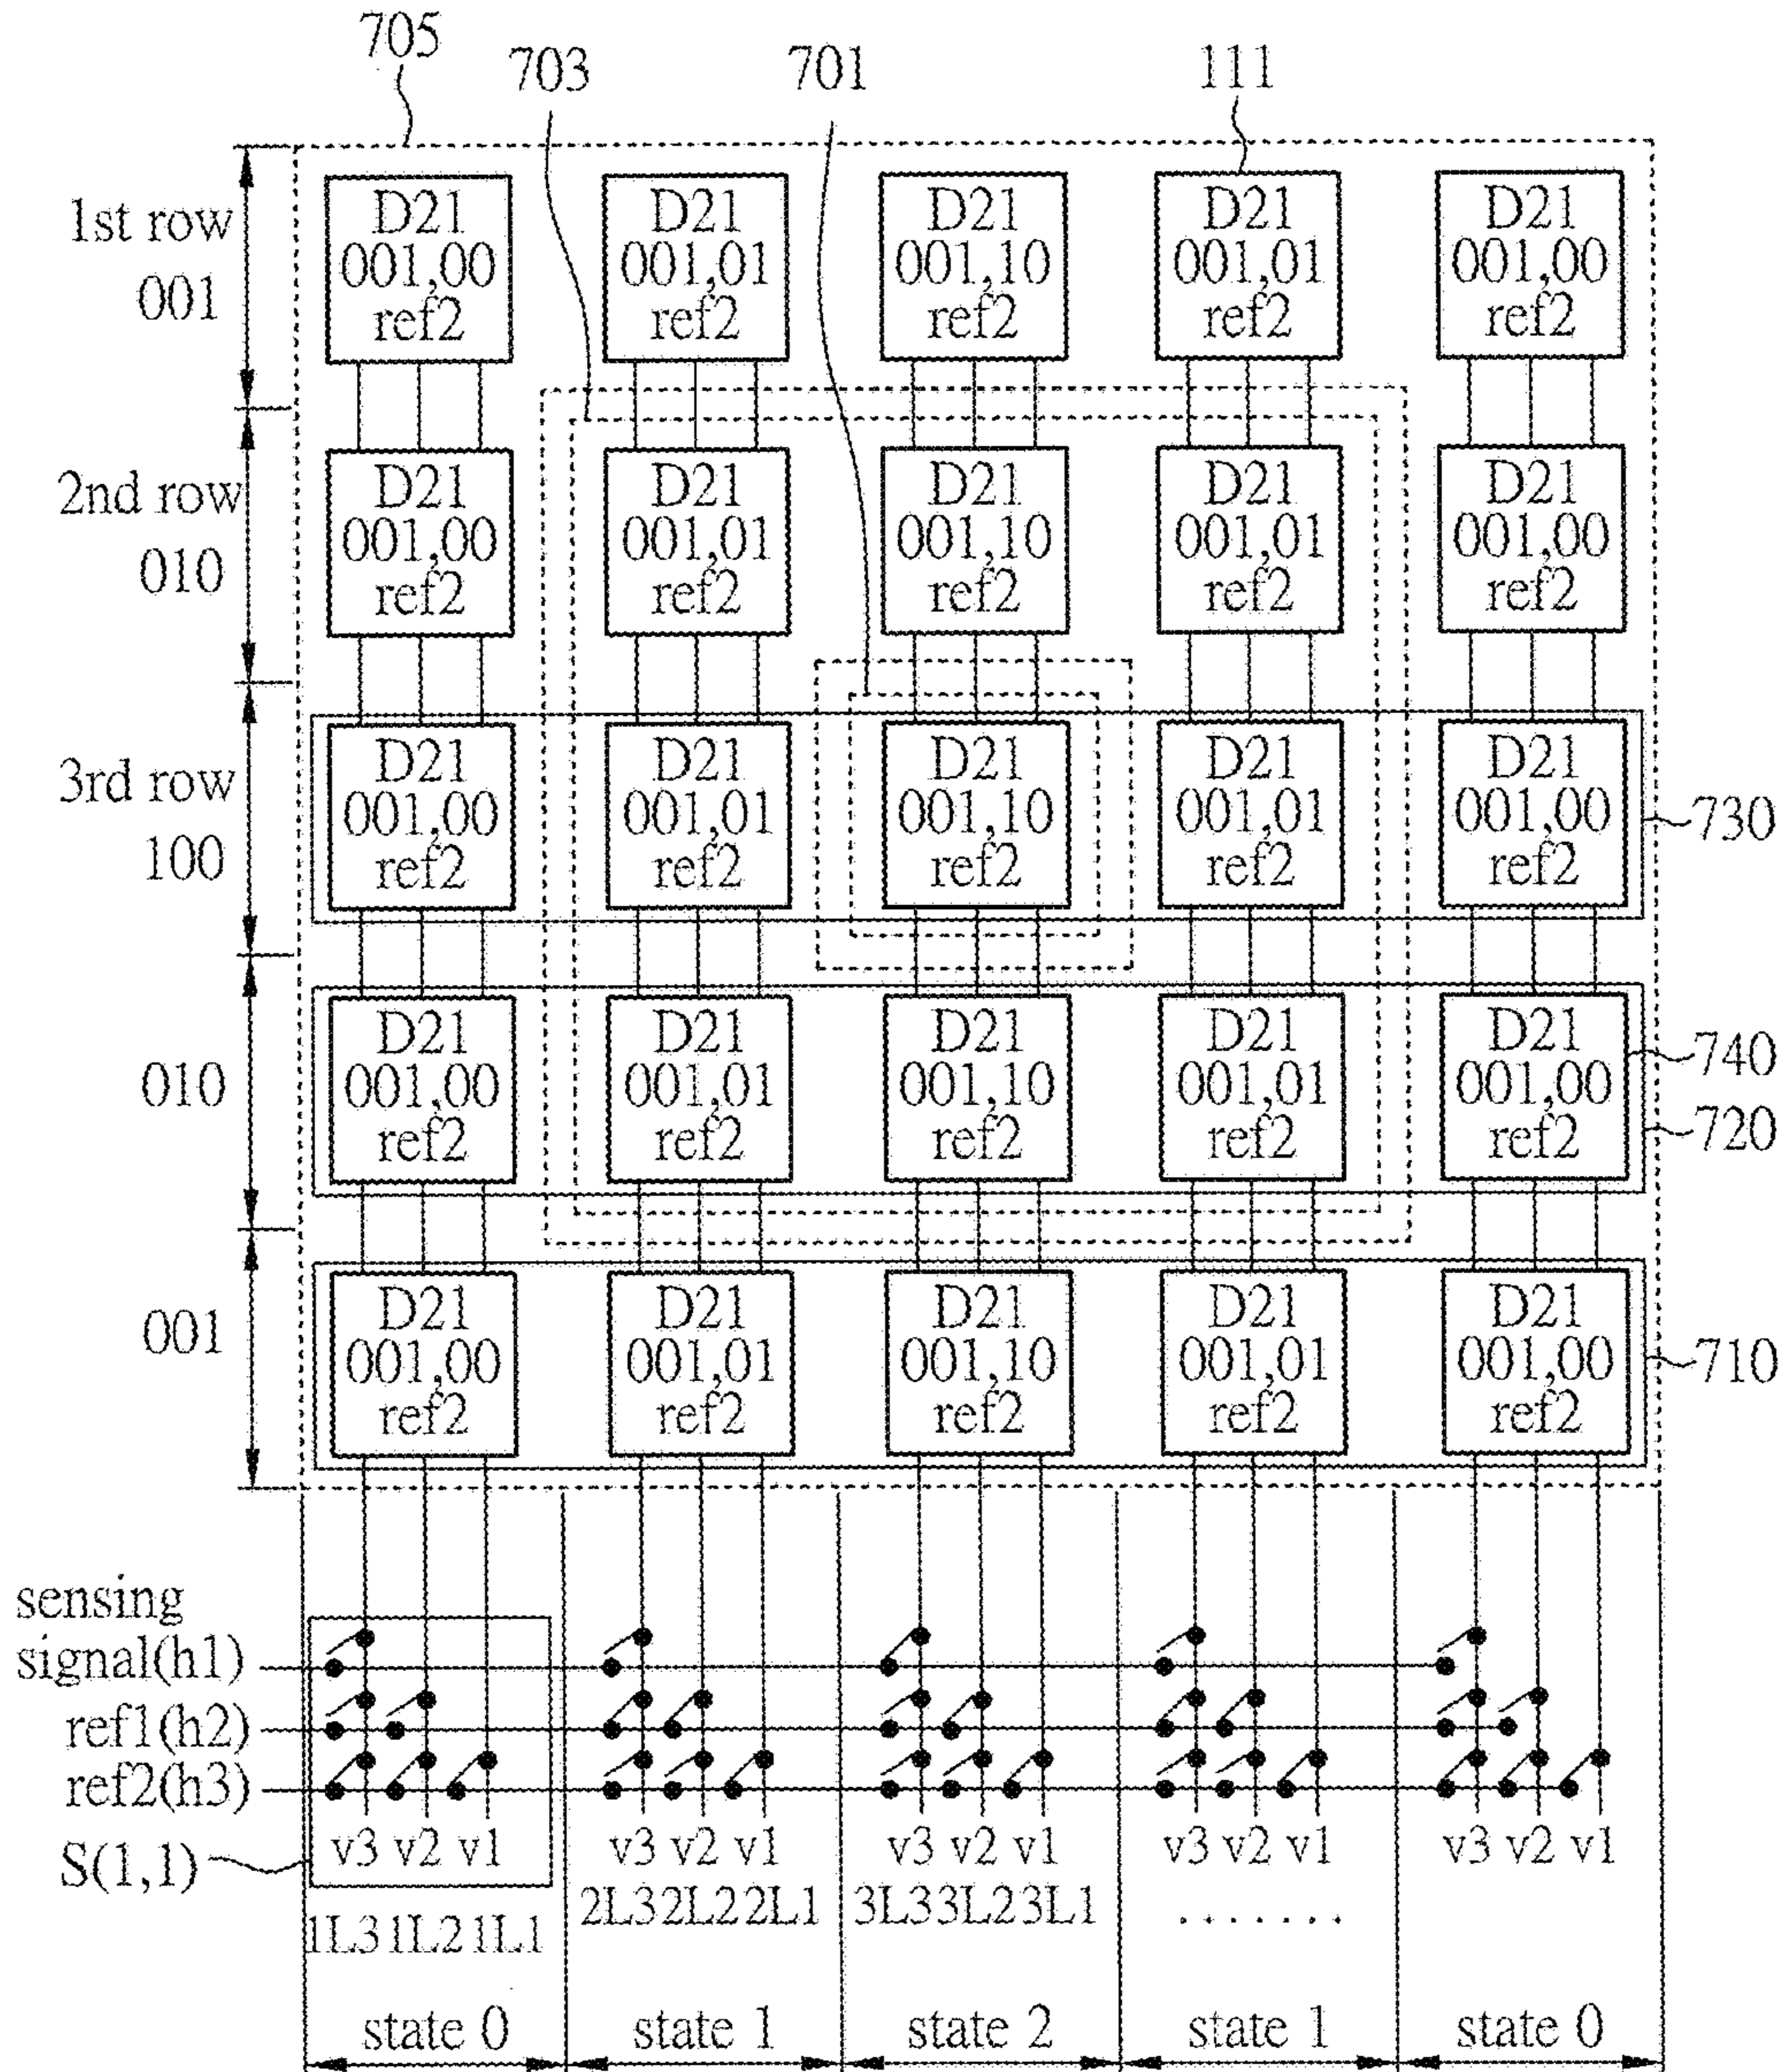 705
703
701
111
1st row
001
D21
001,00
ref2
D21
001,01
ref2
D21
001,10
ref2
D21
001,01
ref2
D21
001,00
ref2
2nd row
010
D21
001,00
ref2
D21
001,01
ref2
D21
001,10
ref2
D21
001,01
ref2
D21
001,00
ref2
3rd row
100
D21
001,00
ref2
D21
001,01
ref2
D21
001,10
ref2
D21
001,01
ref2
D21
001,00
ref2
730
010
D21
001,00
ref2
D21
001,01
ref2
D21
001,10
ref2
D21
001,01
ref2
D21
001,00
ref2
740
720
001
D21
001,00
ref2
D21
001,01
ref2
D21
001,10
ref2
D21
001,01
ref2
D21
001,00
ref2
710
sensing
signal(h1)
ref1(h2)
ref2(h3)
S(1,1)
v3 v2 v1
v3 v2 v1
v3 v2 v1
v3 v2 v1
v3 v2 v1
1L3 1L2 1L1
2L3 2L2 2L1
3L3 3L2 3L1
.......
state 0
state 1
state 2
state 1
state 0